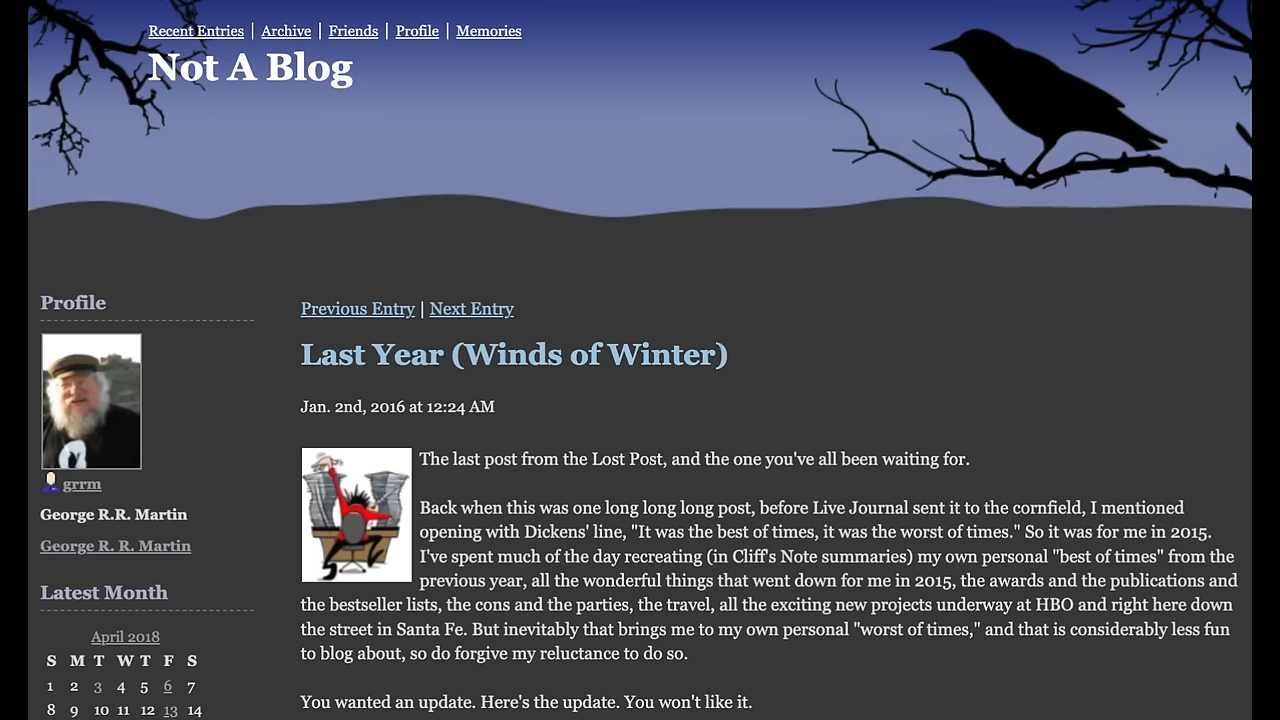 Recent Entries | Archive | Friends | Profile | Memories
Not A Blog
Profile
grrm
George R.R. Martin
George R. R. Martin
Latest Month
April 2018
S M T W T F S
1 2 3 4 5 6 7
8 9 10 11 12 13 14
Previous Entry | Next Entry
Last Year (Winds of Winter)
Jan. 2nd, 2016 at 12:24 AM
The last post from the Lost Post, and the one you've all been waiting for.
Back when this was one long long long post, before Live Journal sent it to the cornfield, I mentioned
opening with Dickens' line, "It was the best of times, it was the worst of times." So it was for me in 2015.
I've spent much of the day recreating (in Cliff's Note summaries) my own personal "best of times" from the
previous year, all the wonderful things that went down for me in 2015, the awards and the publications and
the bestseller lists, the cons and the parties, the travel, all the exciting new projects underway at HBO and right here down
the street in Santa Fe. But inevitably that brings me to my own personal "worst of times," and that is considerably less fun
to blog about, so do forgive my reluctance to do so.
You wanted an update. Here's the update. You won't like it.